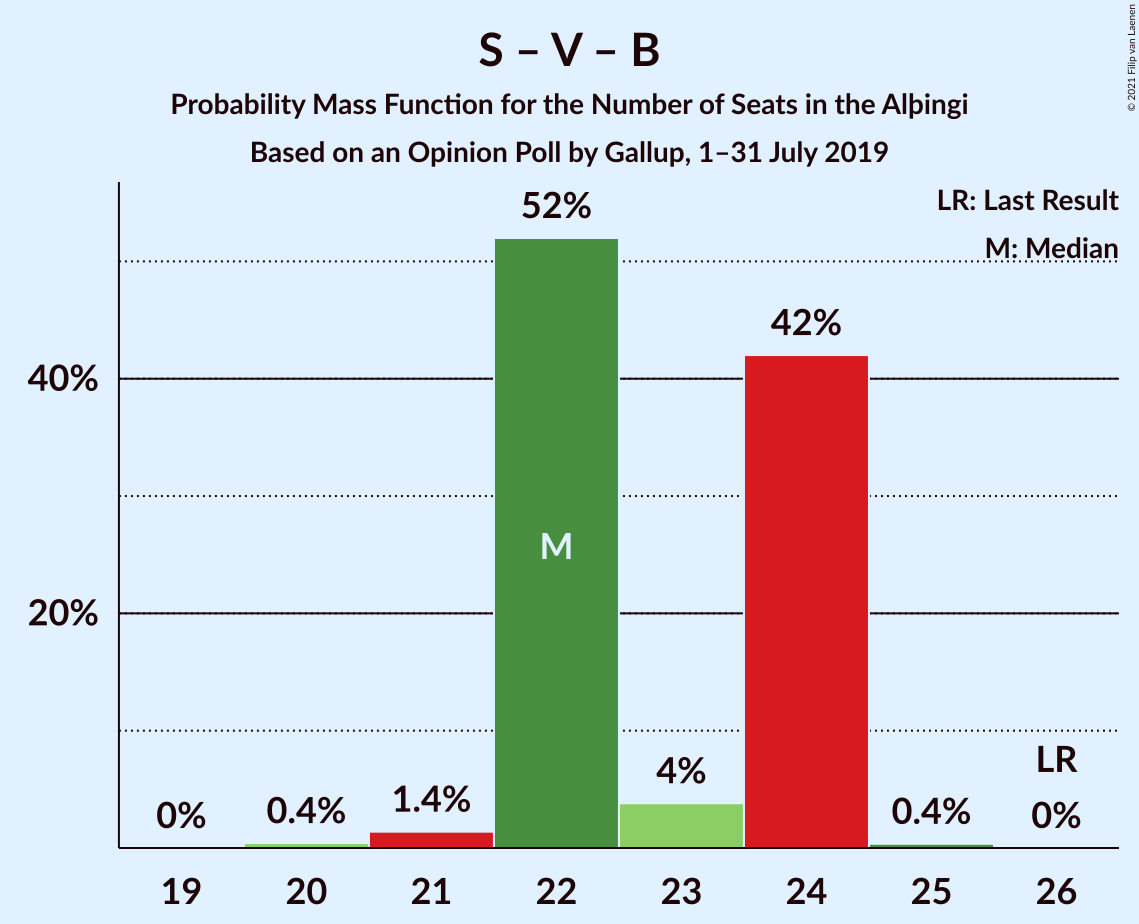 S – V – B
Probability Mass Function for the Number of Seats in the Alþingi
Based on an Opinion Poll by Gallup, 1–31 July 2019
© 2021 Filip van Laenen
LR: Last Result
M: Median
52%
42%
40%
M
20%
LR
4%
1.4%
0%
0.4%
0.4%
0%
19 20 21 22 23 24 25 26